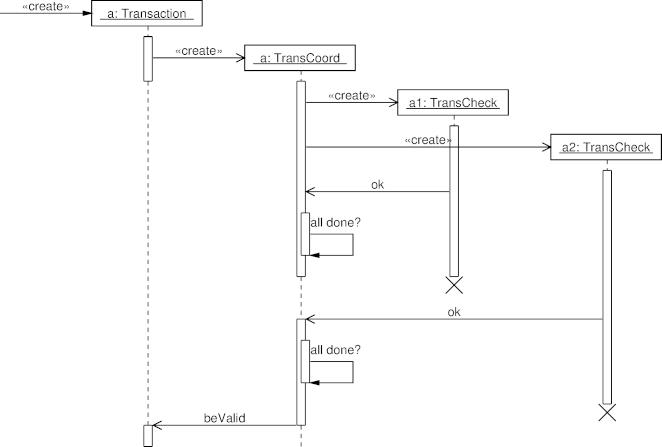 «create»
a: Transaction
«create»
a: TransCoord
«create»
a1: TransCheck
«create»
a2: TransCheck
ok
all done?
ok
all done?
beValid